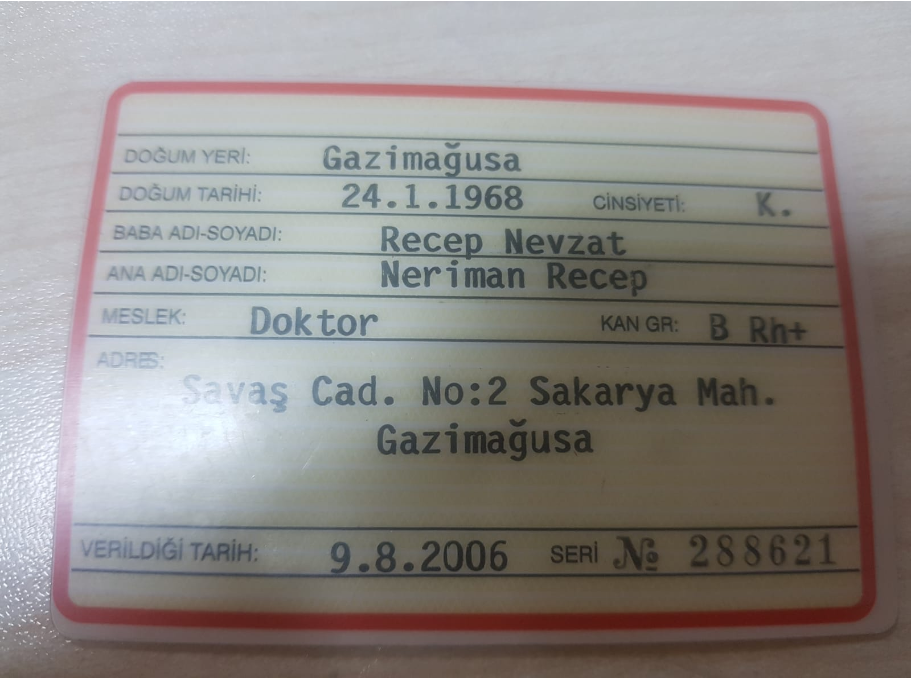 DOĞUM YERİ: Gazimağusa
DOĞUM TARİHİ: 24.1.1968 CİNSİYETİ: K.
BABA ADI-SOYADI: Recep Nevzat
ANA ADI-SOYADI: Neriman Recep
MESLEK: Doktor KAN GR: B Rh+
ADRES:
Savaş Cad. No:2 Sakarya Mah.
Gazimağusa
VERİLDİĞİ TARİH: 9.8.2006 SERİ № 288621